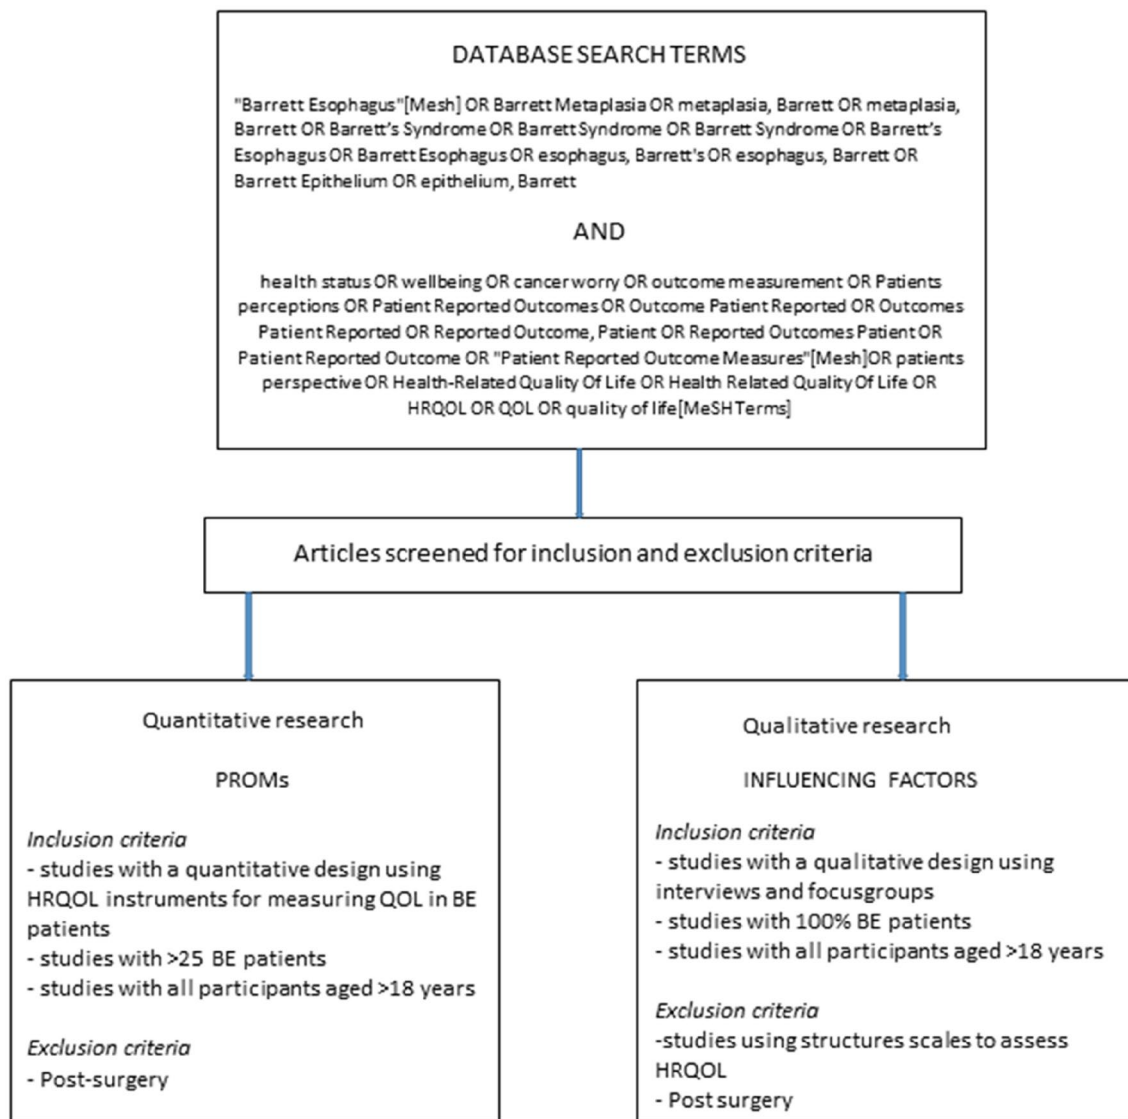 DATABASE SEARCH TERMS
"Barrett Esophagus"[Mesh] OR Barrett Metaplasia OR metaplasia, Barrett OR metaplasia,
Barrett OR Barrett's Syndrome OR Barrett Syndrome OR Barrett Syndrome OR Barrett's
Esophagus OR Barrett Esophagus OR esophagus, Barrett's OR esophagus, Barrett OR
Barrett Epithelium OR epithelium, Barrett
AND
health status OR wellbeing OR cancer worry OR outcome measurement OR Patients
perceptions OR Patient Reported Outcomes OR Outcome Patient Reported OR Outcomes
Patient Reported OR Reported Outcome, Patient OR Reported Outcomes Patient OR
Patient Reported Outcome OR "Patient Reported Outcome Measures"[Mesh]OR patients
perspective OR Health-Related Quality Of Life OR Health Related Quality Of Life OR
HRQOL OR QOL OR quality of life[MeSH Terms]
Articles screened for inclusion and exclusion criteria
Quantitative research
PROMs
Inclusion criteria
- studies with a quantitative design using
HRQOL instruments for measuring QOL in BE
patients
- studies with >25 BE patients
- studies with all participants aged >18 years
Exclusion criteria
- Post-surgery
Qualitative research
INFLUENCING FACTORS
Inclusion criteria
- studies with a qualitative design using
interviews and focusgroups
- studies with 100% BE patients
- studies with all participants aged >18 years
Exclusion criteria
-studies using structures scales to assess
HRQOL
- Post surgery